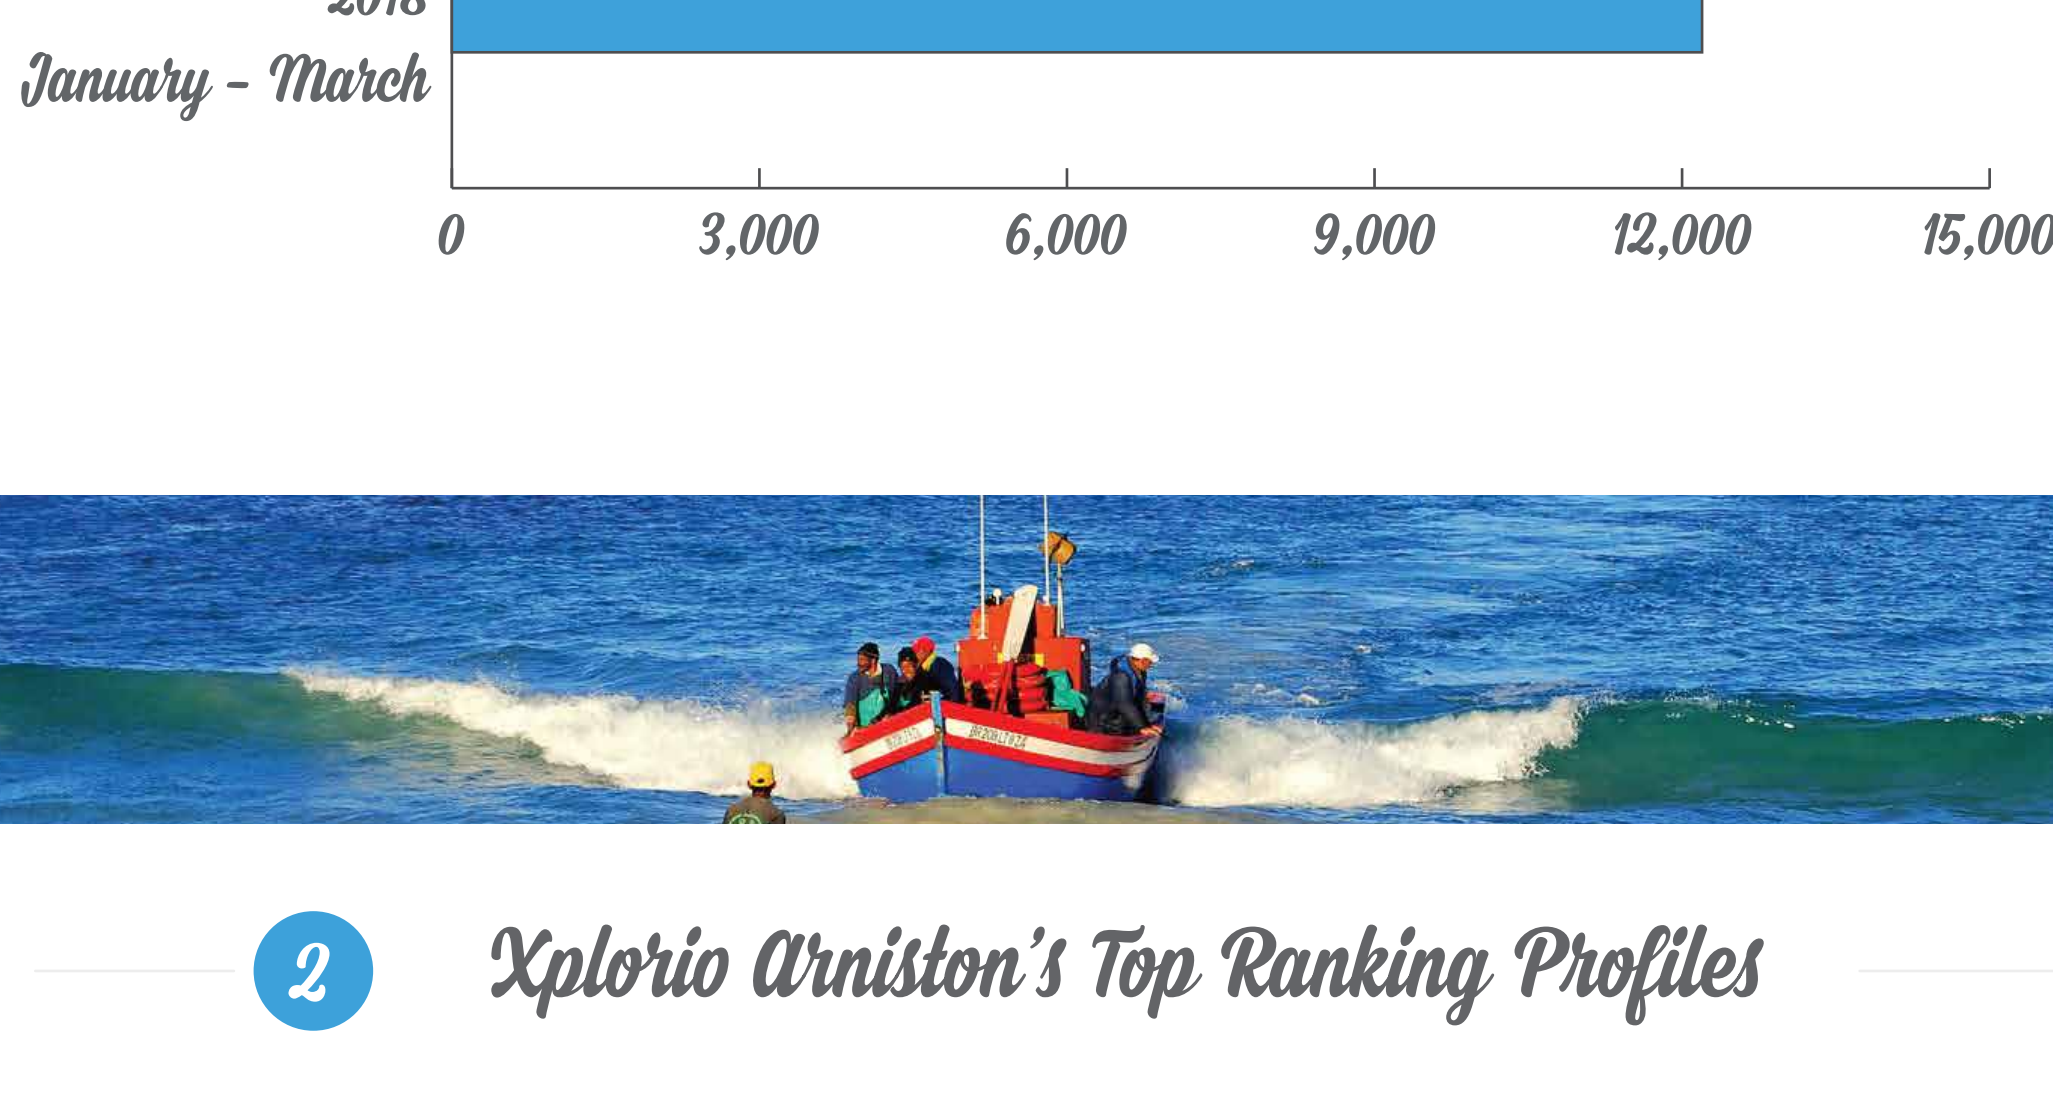 2018
January - March
0 3,000 6,000 9,000 12,000 15,000
2 Xplorio Arniston's Top Ranking Profiles